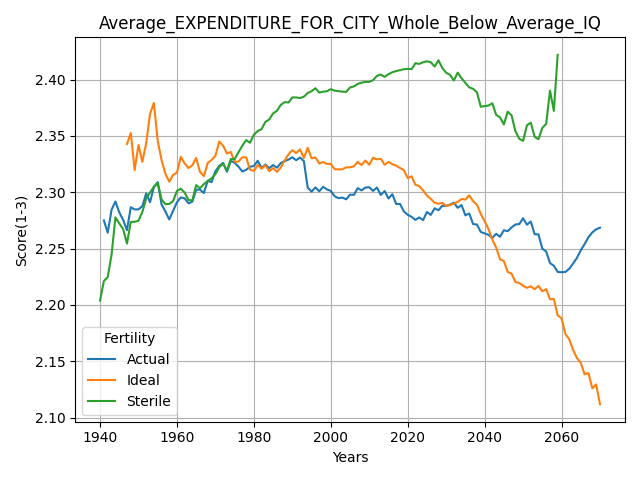 Average_EXPENDITURE_FOR_CITY_Whole_Below_Average_IQ
Score(1-3)
2.40
2.35
2.30
2.25
2.20
2.15
2.10
Fertility
Actual
Ideal
Sterile
1940 1960 1980 2000 2020 2040 2060
Years